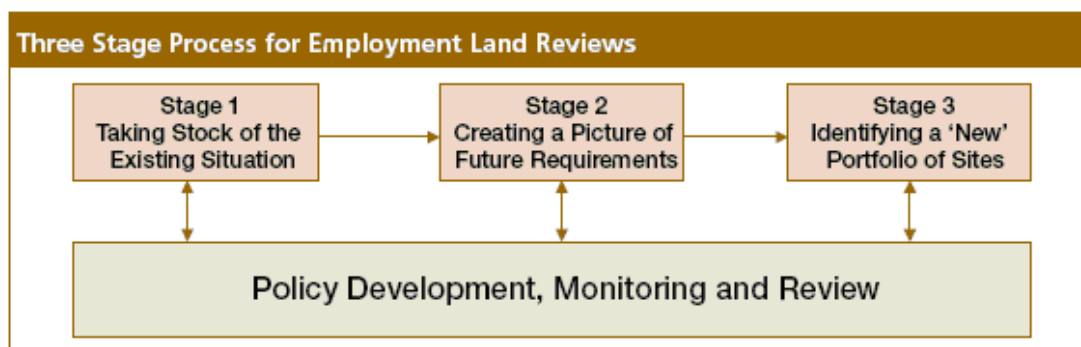 Three Stage Process for Employment Land Reviews
Stage 1
Taking Stock of the
Existing Situation
Stage 2
Creating a Picture of
Future Requirements
Stage 3
Identifying a ‘New’
Portfolio of Sites
Policy Development, Monitoring and Review